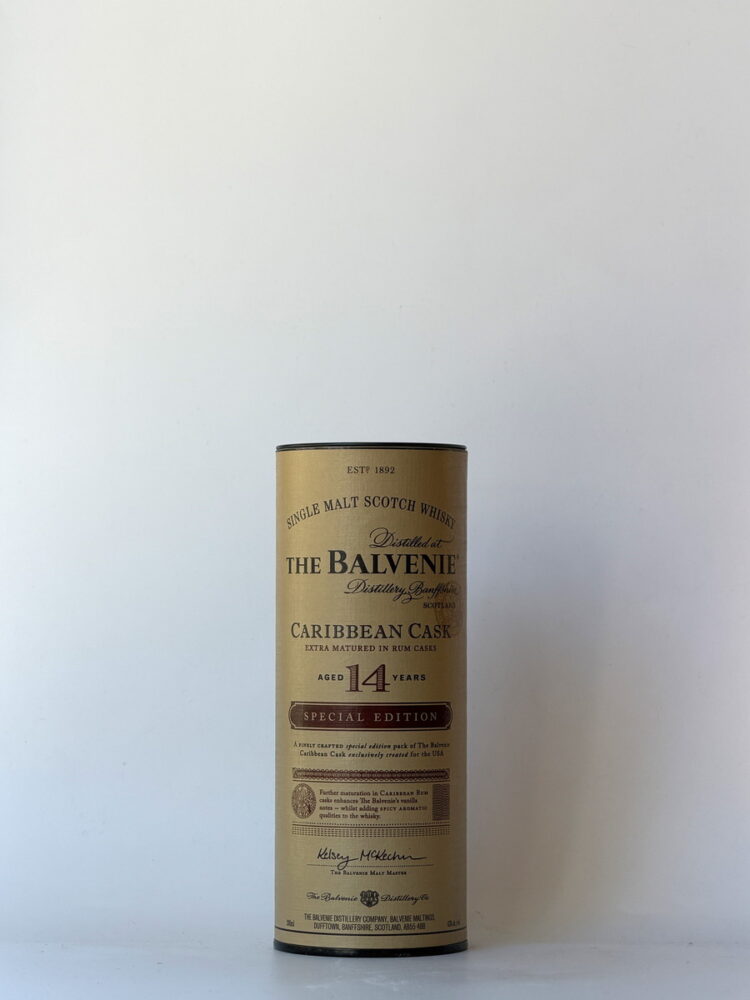 ESTD 1892
SINGLE MALT SCOTCH WHISKY
Distilled at
THE BALVENIE®
Distillery, Banffshire
SCOTLAND
CARIBBEAN CASK
EXTRA MATURED IN RUM CASKS
AGED 14 YEARS
SPECIAL EDITION
A FINELY CRAFTED special edition pack of The Balvenie
Caribbean Cask exclusively created for the USA
Further maturation in CARIBBEAN RUM
casks enhances The Balvenie's vanilla
notes – whilst adding SPICY AROMATIC
qualities to the whisky.
Kelsey McKechnie
THE BALVENIE MALT MASTER
The Balvenie Distillery Co
THE BALVENIE DISTILLERY COMPANY, BALVENIE MALTINGS,
DUFFTOWN, BANFFSHIRE, SCOTLAND, AB55 4BB